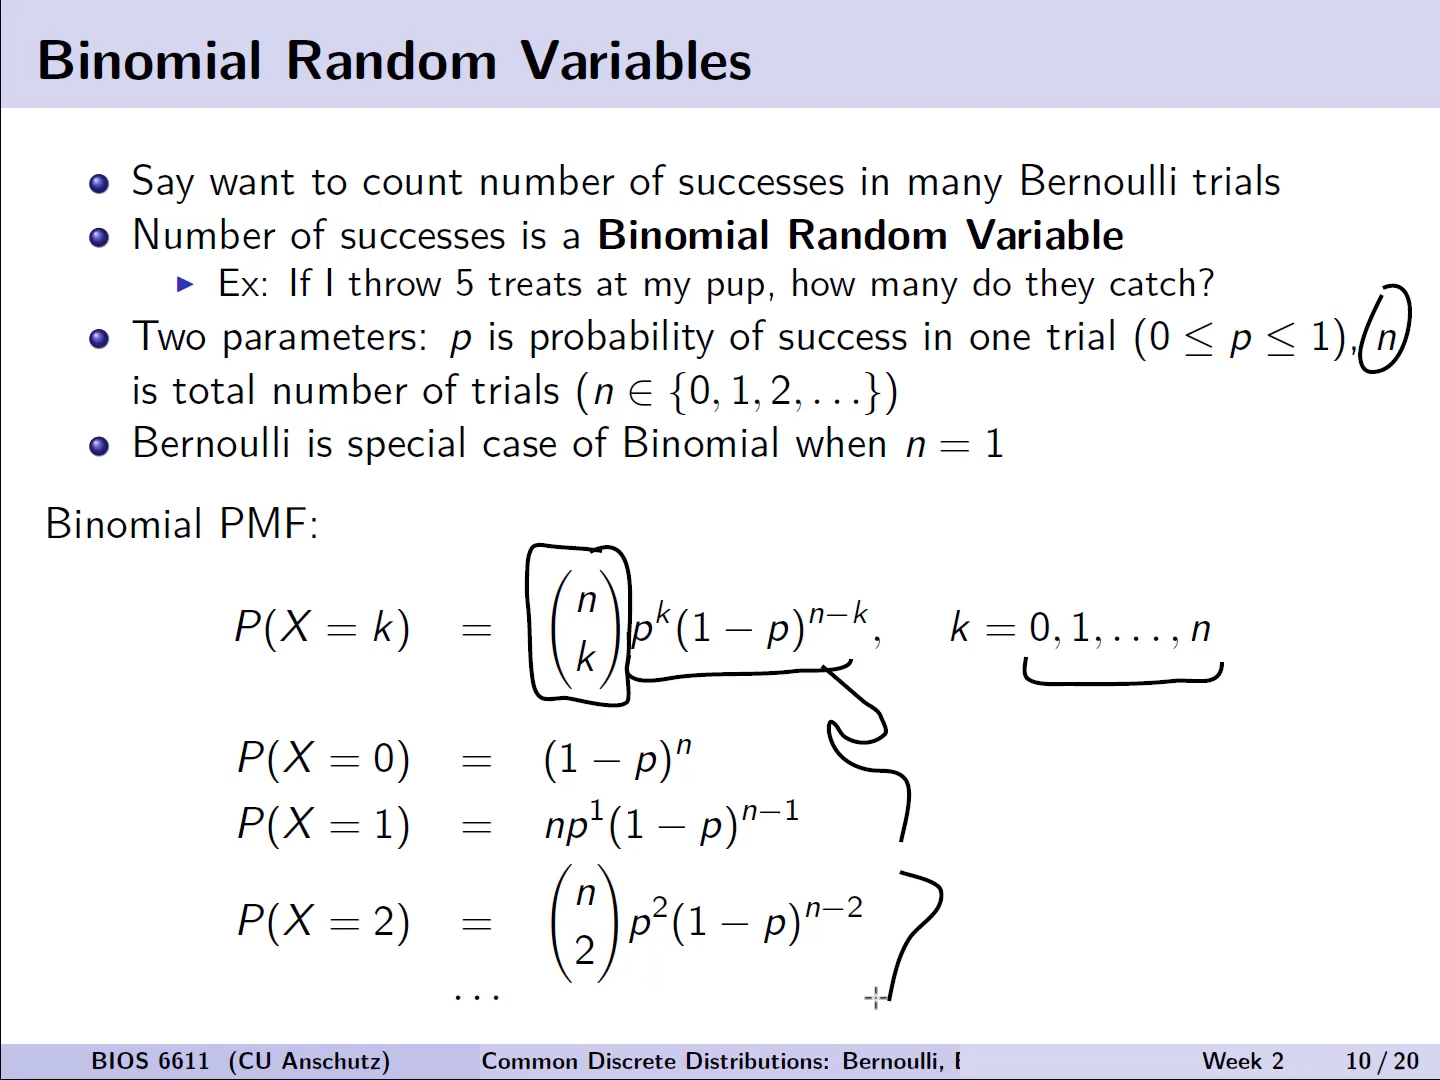 Binomial Random Variables
Say want to count number of successes in many Bernoulli trials
Number of successes is a Binomial Random Variable
Ex: If I throw 5 treats at my pup, how many do they catch?
Two parameters: p is probability of success in one trial (0 ≤ p ≤ 1), n
is total number of trials (n ∈ {0, 1, 2, . . .})
Bernoulli is special case of Binomial when n = 1
Binomial PMF:
P(X = k) = (n k) p^k (1 − p)^{n−k}, k = 0, 1, . . . , n
P(X = 0) = (1 − p)^n
P(X = 1) = np^1(1 − p)^{n−1}
P(X = 2) = (n 2) p^2(1 − p)^{n−2}
. . .
BIOS 6611 (CU Anschutz) Common Discrete Distributions: Bernoulli, Week 2 10 / 20